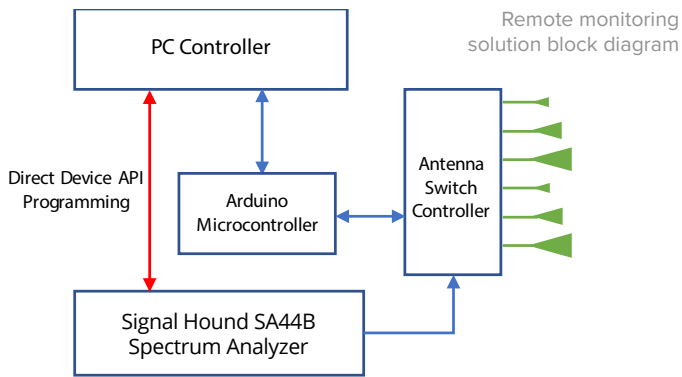 Remote monitoring
solution block diagram
PC Controller
Direct Device API
Programming
Arduino
Microcontroller
Antenna
Switch
Controller
Signal Hound SA44B
Spectrum Analyzer